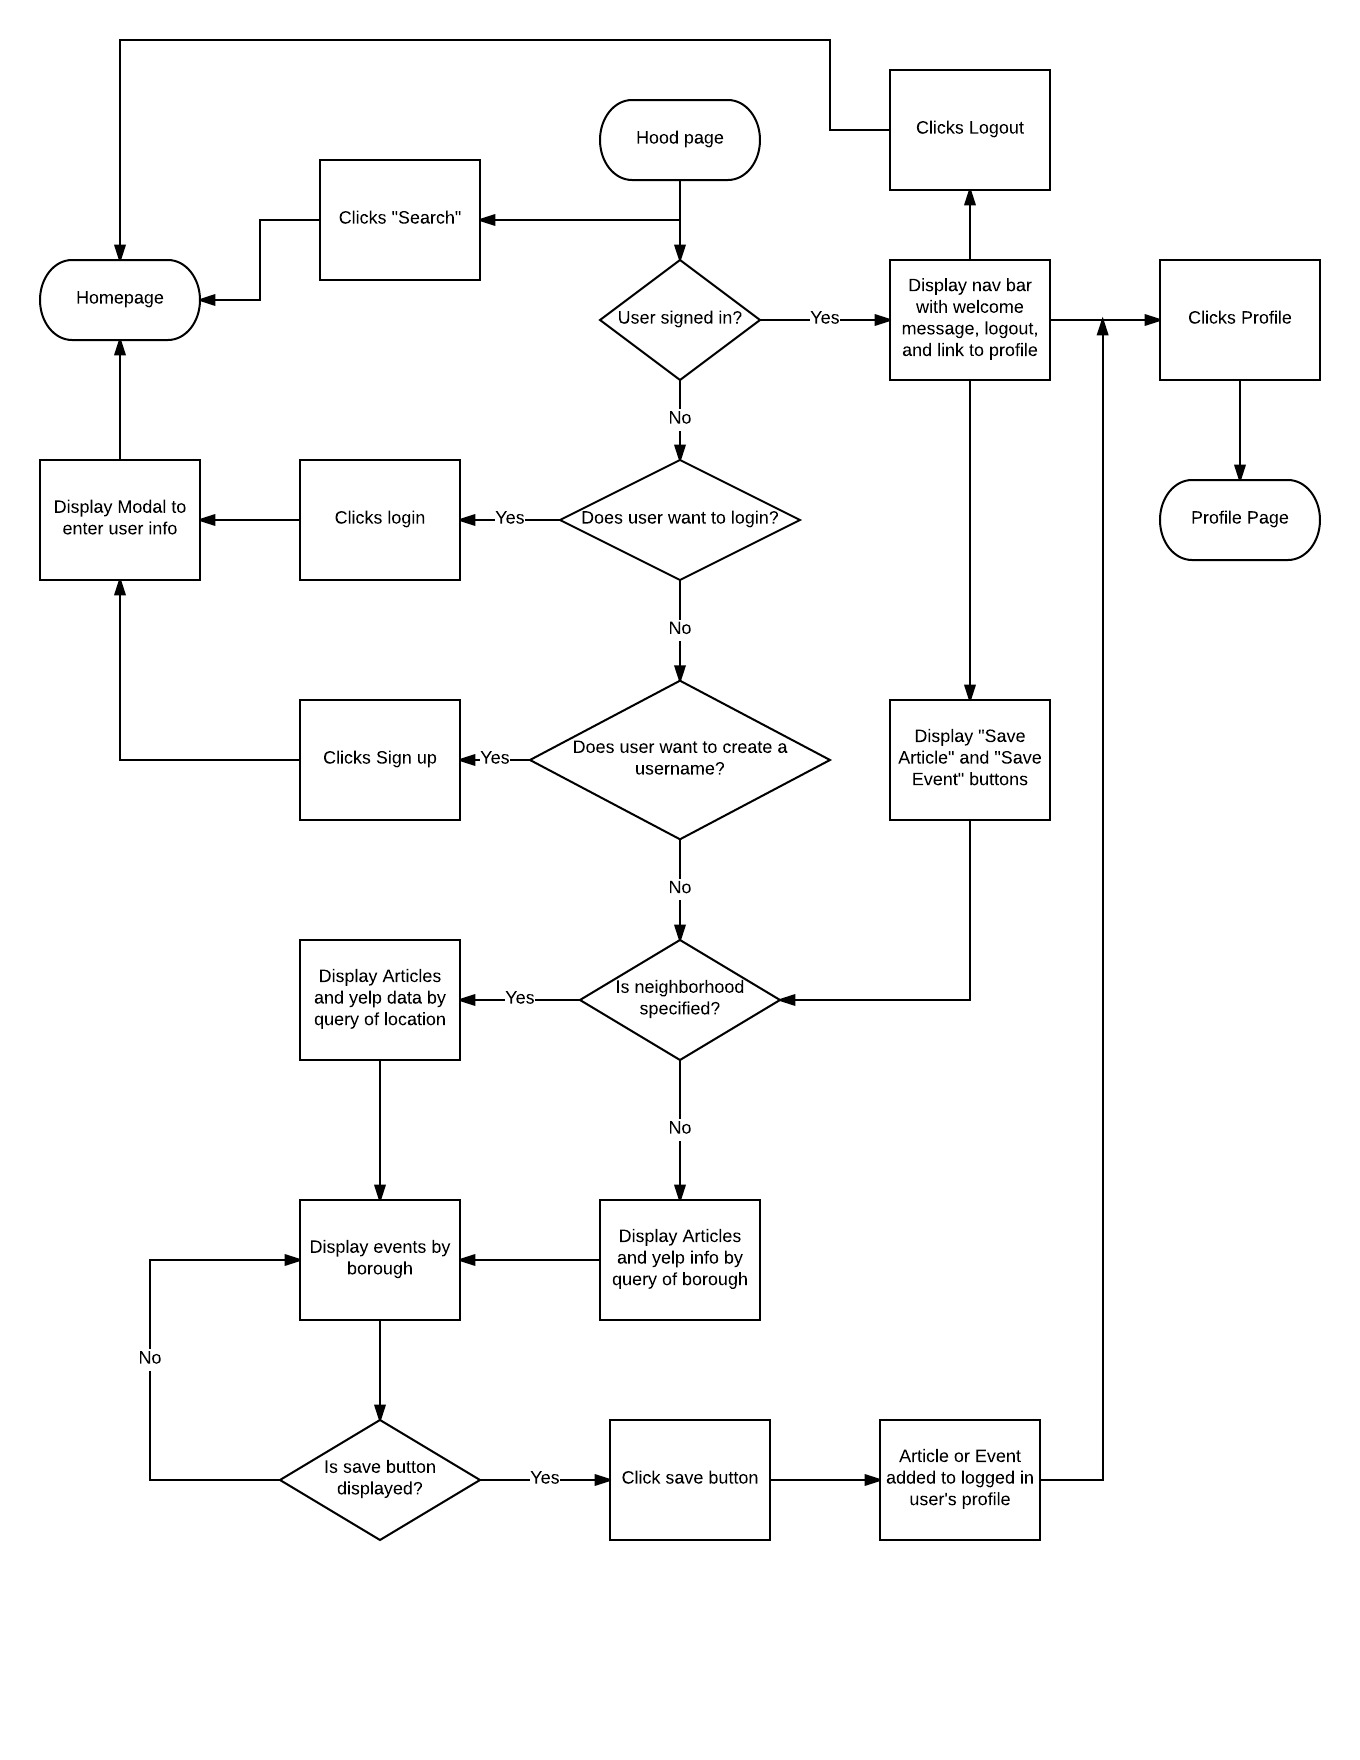 Clicks Logout
Hood page
Clicks "Search"
Homepage
User signed in?
Yes
Display nav bar
with welcome
message, logout,
and link to profile
Clicks Profile
No
Display Modal to
enter user info
Clicks login
Yes
Does user want to login?
Profile Page
No
Clicks Sign up
Yes
Does user want to create a
username?
Display "Save
Article" and "Save
Event" buttons
No
Display Articles
and yelp data by
query of location
Yes
Is neighborhood
specified?
No
Display events by
borough
Display Articles
and yelp info by
query of borough
No
Is save button
displayed?
Yes
Click save button
Article or Event
added to logged in
user's profile